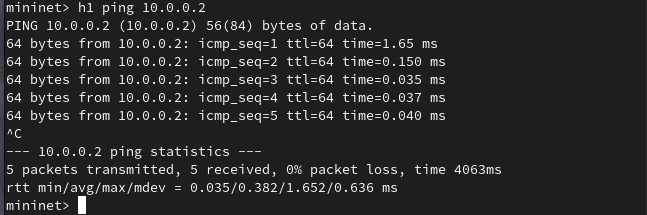 mininet> h1 ping 10.0.0.2
PING 10.0.0.2 (10.0.0.2) 56(84) bytes of data.
64 bytes from 10.0.0.2: icmp_seq=1 ttl=64 time=1.65 ms
64 bytes from 10.0.0.2: icmp_seq=2 ttl=64 time=0.150 ms
64 bytes from 10.0.0.2: icmp_seq=3 ttl=64 time=0.035 ms
64 bytes from 10.0.0.2: icmp_seq=4 ttl=64 time=0.037 ms
64 bytes from 10.0.0.2: icmp_seq=5 ttl=64 time=0.040 ms
^C
--- 10.0.0.2 ping statistics ---
5 packets transmitted, 5 received, 0% packet loss, time 4063ms
rtt min/avg/max/mdev = 0.035/0.382/1.652/0.636 ms
mininet>